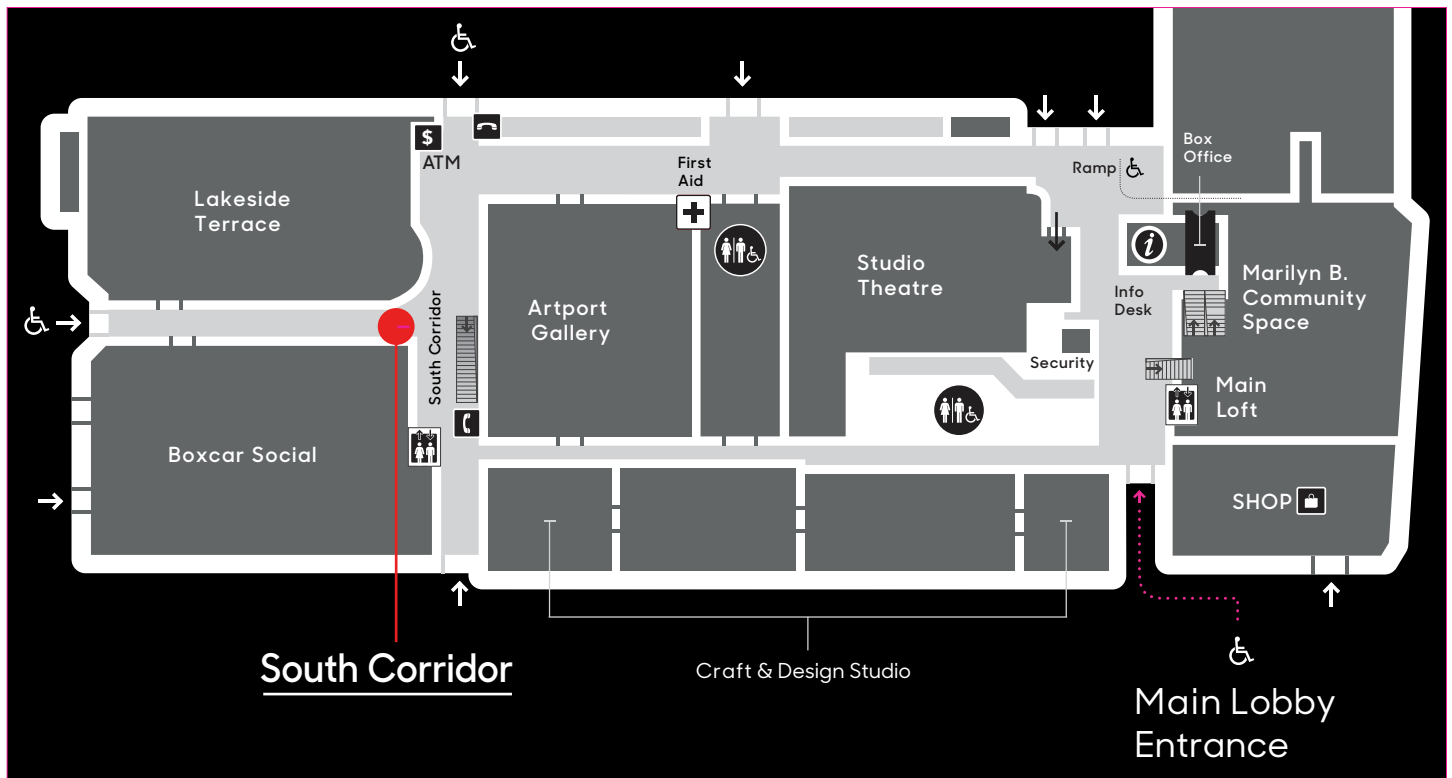 $
ATM
First
Aid
Box
Office
Ramp
Lakeside
Terrace
i
Studio
Theatre
Marilyn B.
Community
Space
Info
Desk
Artport
Gallery
South Corridor
Security
Main
Loft
Boxcar Social
SHOP
South Corridor
Craft & Design Studio
Main Lobby
Entrance